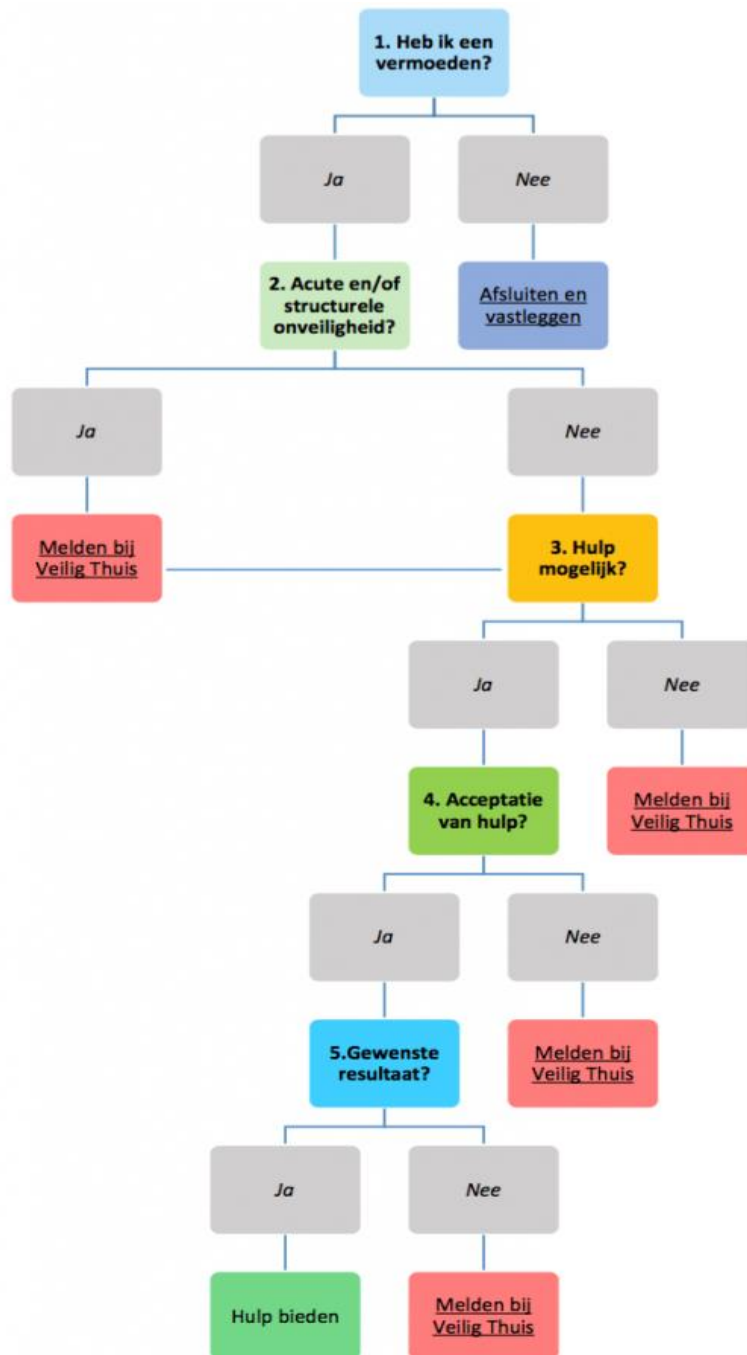 1. Heb ik een
vermoeden?
Ja
Nee
2. Acute en/of
structurele
onveiligheid?
Afsluiten en
vastleggen
Ja
Nee
Melden bij
Veilig Thuis
3. Hulp
mogelijk?
Ja
Nee
4. Acceptatie
van hulp?
Melden bij
Veilig Thuis
Ja
Nee
5.Gewenste
resultaat?
Melden bij
Veilig Thuis
Ja
Nee
Hulp bieden
Melden bij
Veilig Thuis